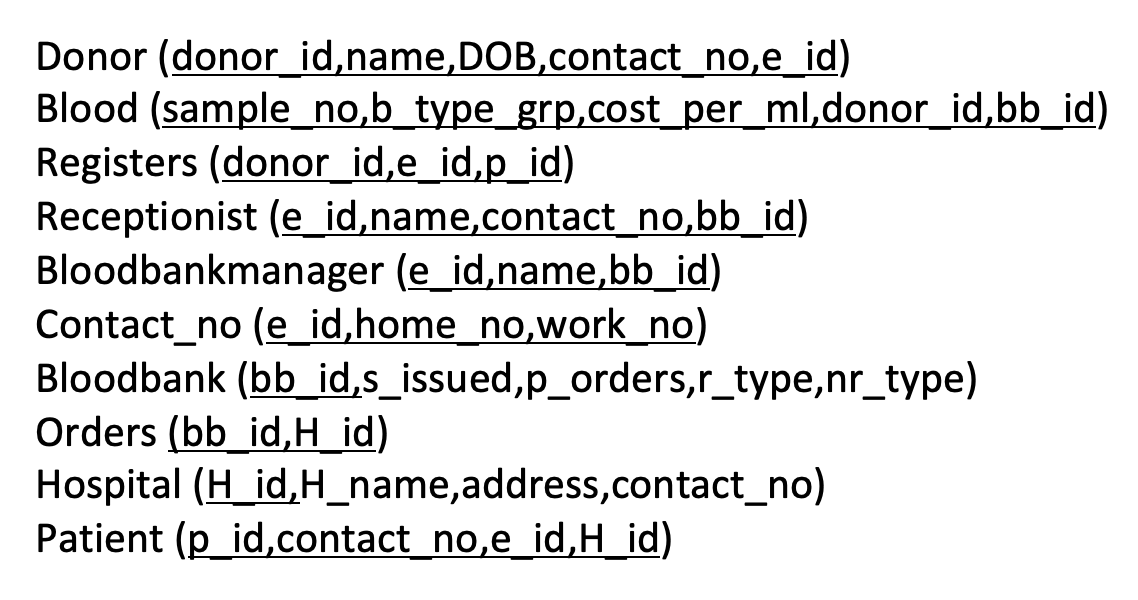 Donor (donor_id,name,DOB,contact_no,e_id)
Blood (sample_no,b_type_grp,cost_per_ml,donor_id,bb_id)
Registers (donor_id,e_id,p_id)
Receptionist (e_id,name,contact_no,bb_id)
Bloodbankmanager (e_id,name,bb_id)
Contact_no (e_id,home_no,work_no)
Bloodbank (bb_id,s_issued,p_orders,r_type,nr_type)
Orders (bb_id,H_id)
Hospital (H_id,H_name,address,contact_no)
Patient (p_id,contact_no,e_id,H_id)